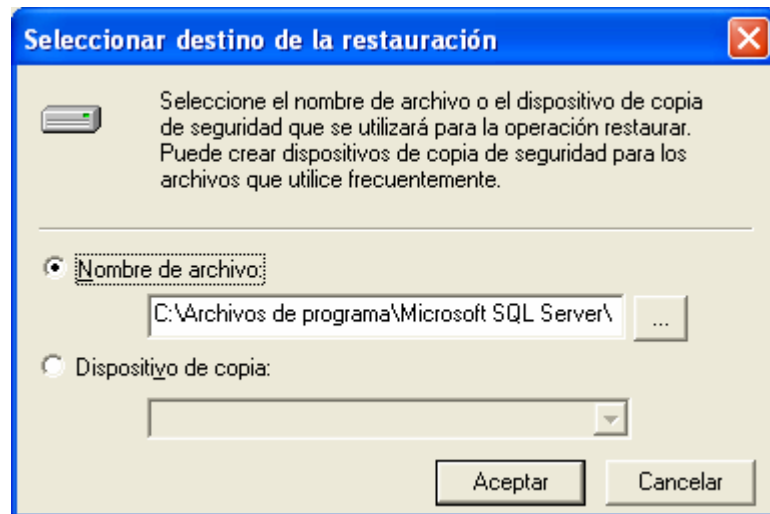 Seleccionar destino de la restauración
Seleccione el nombre de archivo o el dispositivo de copia
de seguridad que se utilizará para la operación restaurar.
Puede crear dispositivos de copia de seguridad para los
archivos que utilice frecuentemente.
Nombre de archivo:
C:\Archivos de programa\Microsoft SQL Server\
...
Dispositivo de copia:
Aceptar
Cancelar